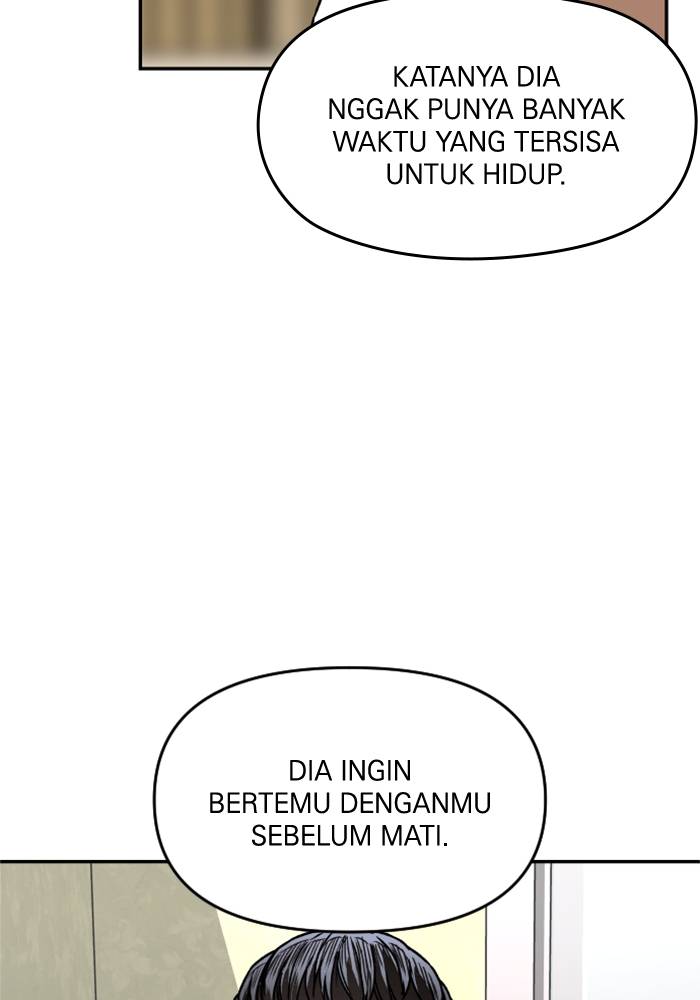 KATANYA DIA
NGGAK PUNYA BANYAK
WAKTU YANG TERSISA
UNTUK HIDUP.
DIA INGIN
BERTEMU DENGANMU
SEBELUM MATI.